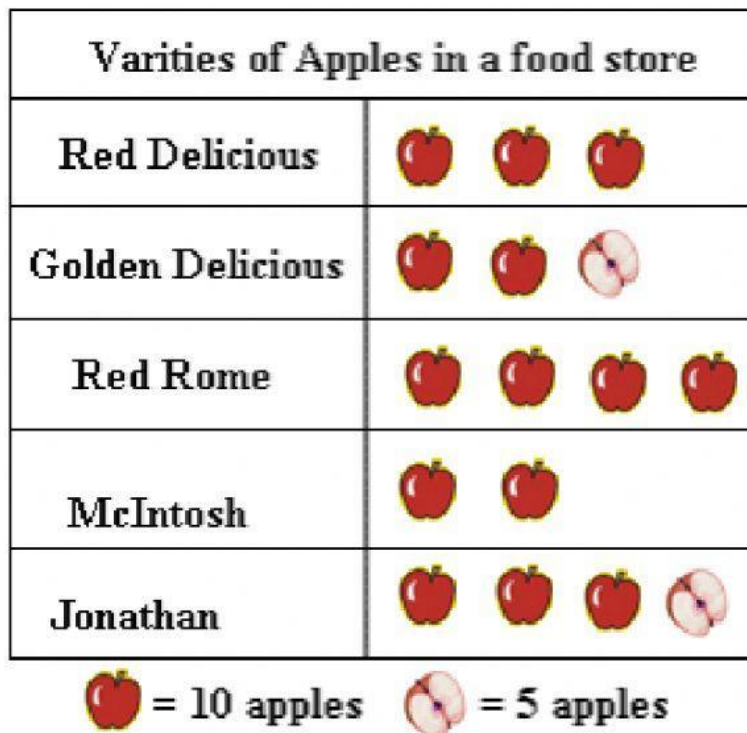 Varities of Apples in a food store
Red Delicious
Golden Delicious
Red Rome
McIntosh
Jonathan
= 10 apples = 5 apples